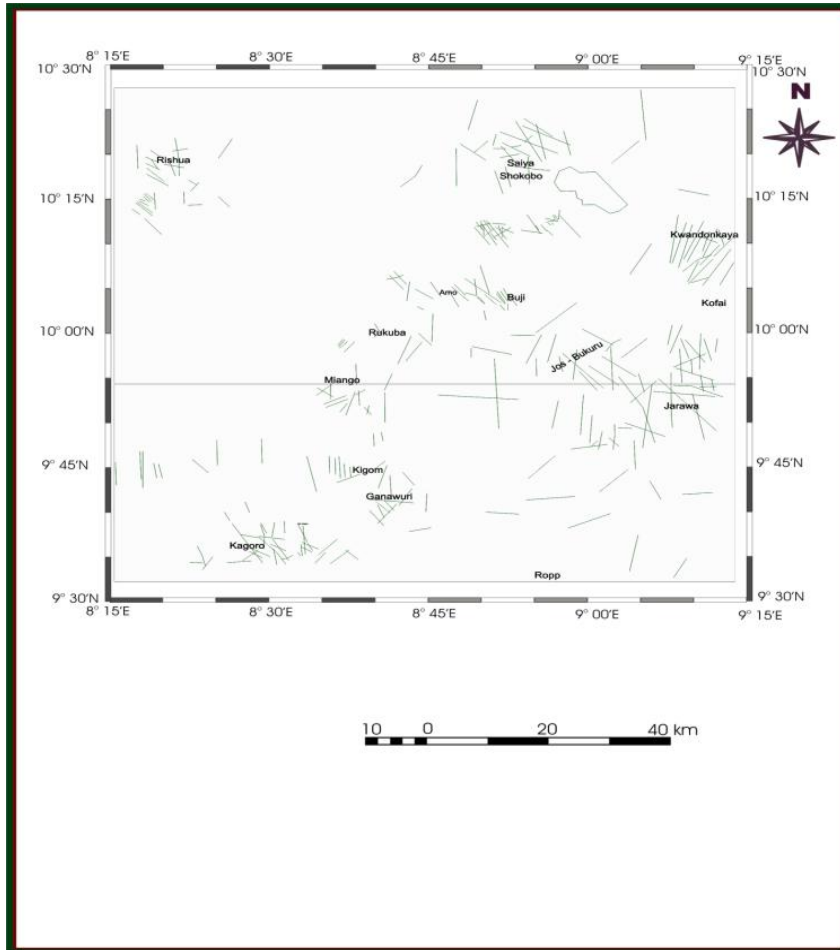 8° 15'E 8° 30'E 8° 45'E 9° 00'E 9° 15'E
10° 30'N 10° 30'N
N
Rishua
Saiya
Shokobo
10° 15'N 10° 15'N
Kwandonkaya
Amo
Buji
Kofai
10° 00'N 10° 00'N
Rukuba
Jos - Bukuru
Miango
Jarawa
9° 45'N 9° 45'N
Kigom
Ganawuri
Kagoro
Ropp
9° 30'N 9° 30'N
8° 15'E 8° 30'E 8° 45'E 9° 00'E 9° 15'E
10 0 20 40 km